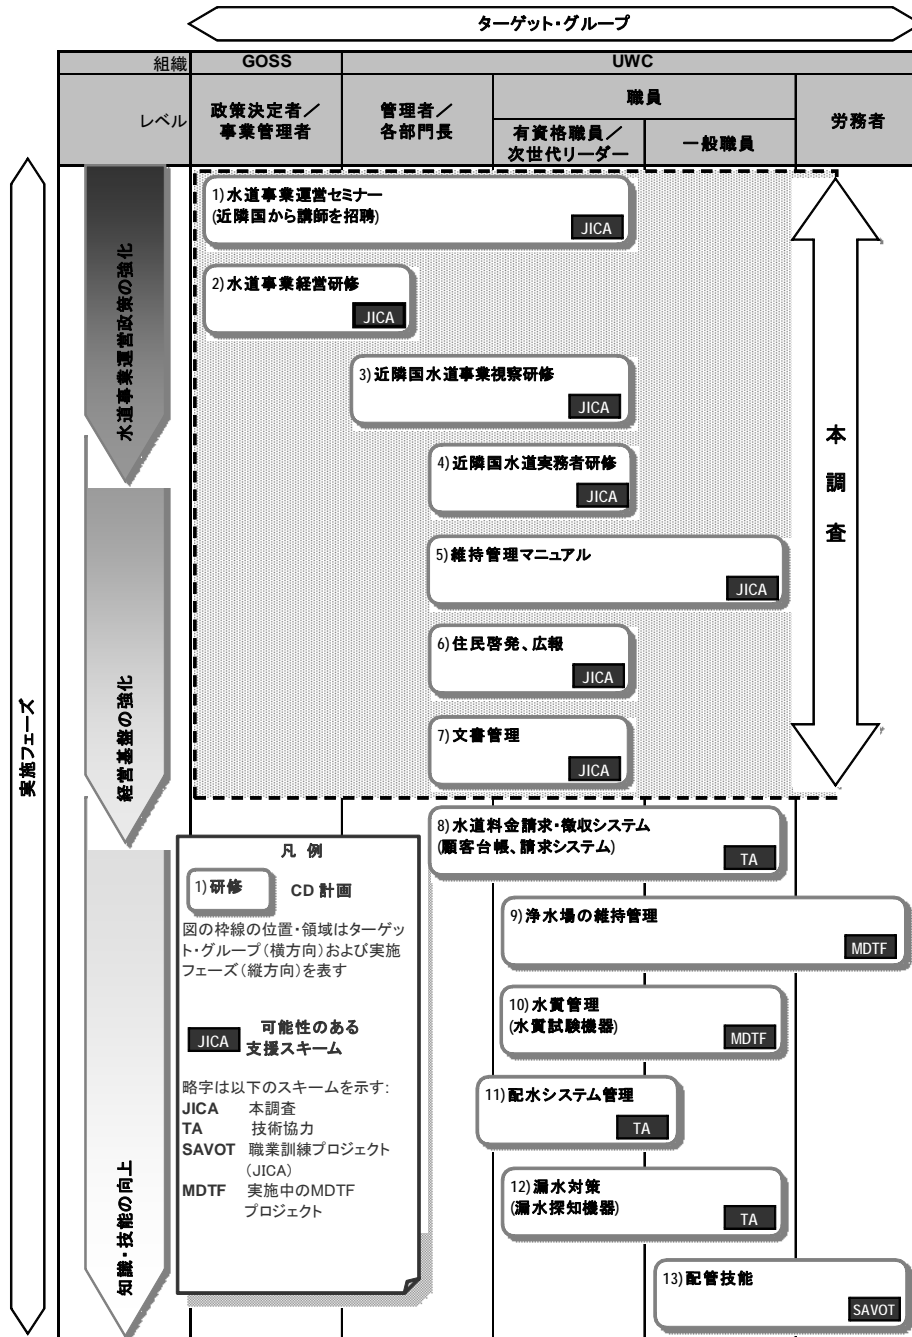 ターゲット・グループ
組織
GOSS
UWC
レベル
政策決定者／
事業管理者
管理者／
各部門長
職員
有資格職員／
次世代リーダー
一般職員
労務者
実施フェーズ
水道事業運営政策の強化
経営基盤の強化
知識・技能の向上
1)水道事業運営セミナー
(近隣国から講師を招聘)
JICA
2)水道事業経営研修
JICA
3)近隣国水道事業視察研修
JICA
4)近隣国水道実務者研修
JICA
5)維持管理マニュアル
JICA
6)住民啓発、広報
JICA
7)文書管理
JICA
本調査
8)水道料金請求・徴収システム
(顧客台帳、請求システム)
TA
9)浄水場の維持管理
MDTF
10)水質管理
(水質試験機器)
MDTF
11)配水システム管理
TA
12)漏水対策
(漏水探知機器)
TA
13)配管技能
SAVOT
凡 例
1)研修 CD 計画
図の枠線の位置・領域はターゲッ
ト・グループ(横方向)および実施
フェーズ(縦方向)を表す
JICA 可能性のある
支援スキーム
略字は以下のスキームを示す:
JICA 本調査
TA 技術協力
SAVOT 職業訓練プロジェクト
(JICA)
MDTF 実施中のMDTF
プロジェクト